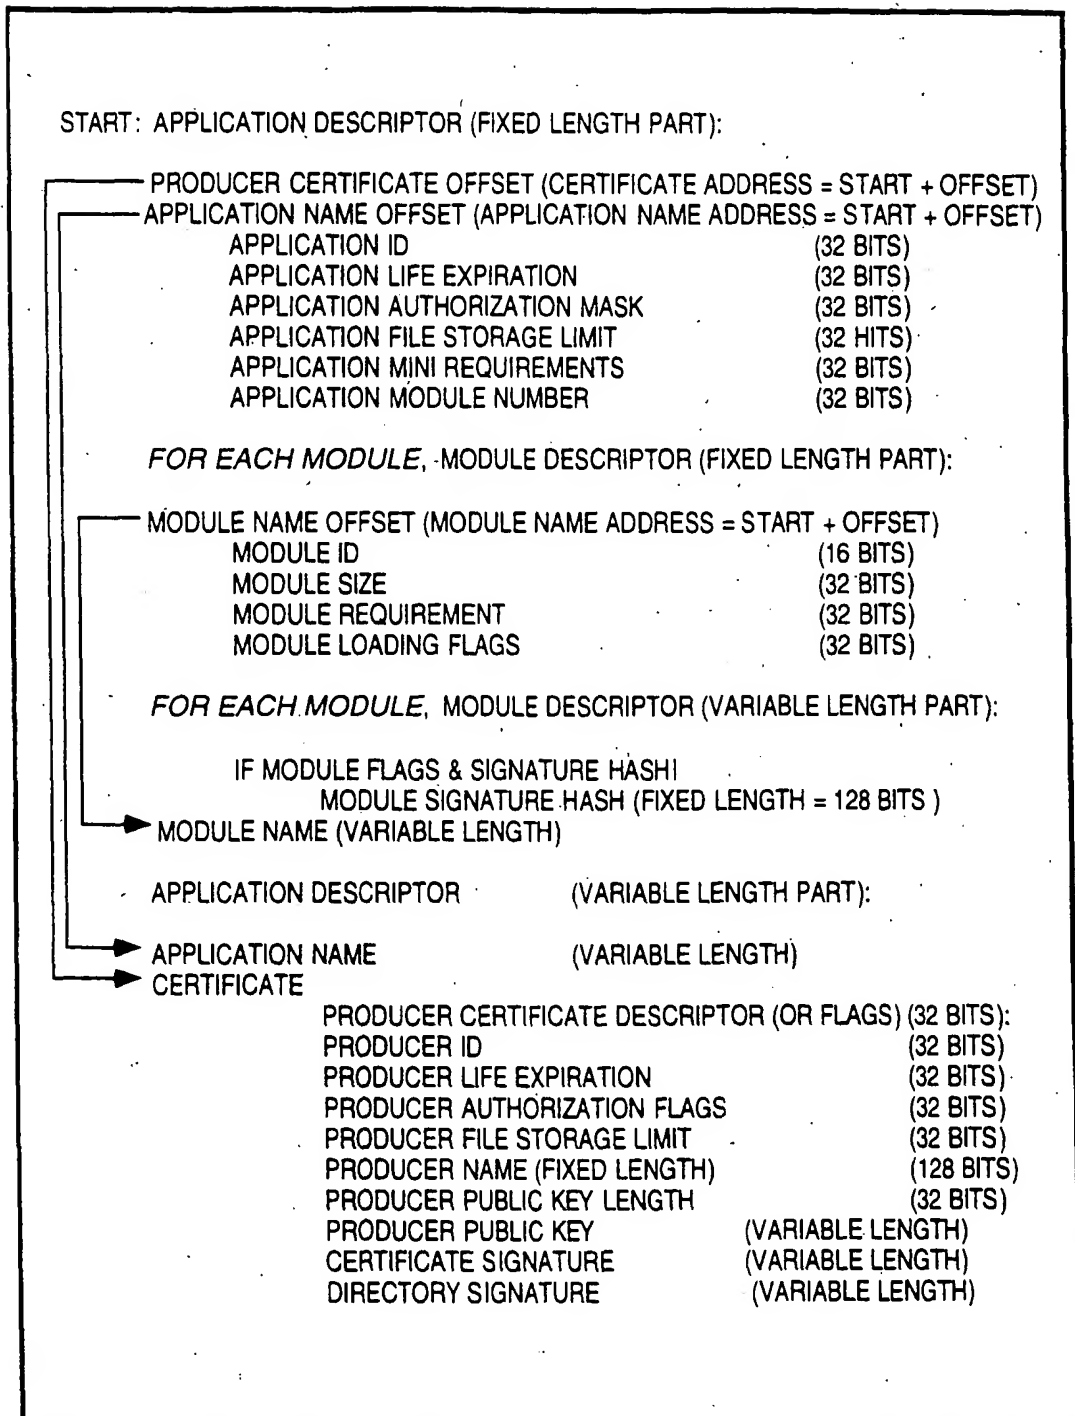 START: APPLICATION DESCRIPTOR (FIXED LENGTH PART):
PRODUCER CERTIFICATE OFFSET (CERTIFICATE ADDRESS = START + OFFSET)
APPLICATION NAME OFFSET (APPLICATION NAME ADDRESS = START + OFFSET)
APPLICATION ID (32 BITS)
APPLICATION LIFE EXPIRATION (32 BITS)
APPLICATION AUTHORIZATION MASK (32 BITS)
APPLICATION FILE STORAGE LIMIT (32 HITS)
APPLICATION MINI REQUIREMENTS (32 BITS)
APPLICATION MODULE NUMBER (32 BITS)
FOR EACH MODULE, MODULE DESCRIPTOR (FIXED LENGTH PART):
MODULE NAME OFFSET (MODULE NAME ADDRESS = START + OFFSET)
MODULE ID (16 BITS)
MODULE SIZE (32 BITS)
MODULE REQUIREMENT (32 BITS)
MODULE LOADING FLAGS (32 BITS)
FOR EACH MODULE, MODULE DESCRIPTOR (VARIABLE LENGTH PART):
IF MODULE FLAGS & SIGNATURE HASHI
MODULE SIGNATURE HASH (FIXED LENGTH = 128 BITS )
MODULE NAME (VARIABLE LENGTH)
APPLICATION DESCRIPTOR (VARIABLE LENGTH PART):
APPLICATION NAME (VARIABLE LENGTH)
CERTIFICATE
PRODUCER CERTIFICATE DESCRIPTOR (OR FLAGS) (32 BITS):
PRODUCER ID (32 BITS)
PRODUCER LIFE EXPIRATION (32 BITS)
PRODUCER AUTHORIZATION FLAGS (32 BITS)
PRODUCER FILE STORAGE LIMIT (32 BITS)
PRODUCER NAME (FIXED LENGTH) (128 BITS)
PRODUCER PUBLIC KEY LENGTH (32 BITS)
PRODUCER PUBLIC KEY (VARIABLE LENGTH)
CERTIFICATE SIGNATURE (VARIABLE LENGTH)
DIRECTORY SIGNATURE (VARIABLE LENGTH)